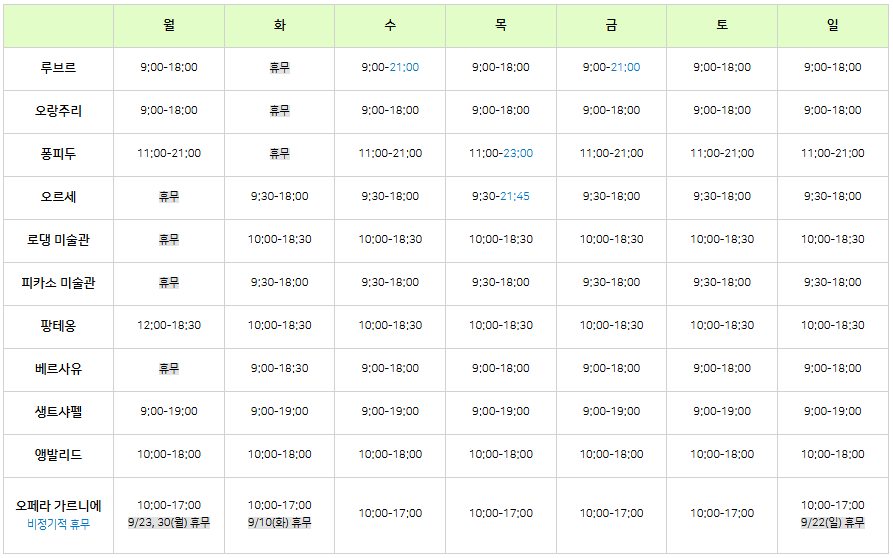 월 화 수 목 금 토 일
루브르 9:00-18:00 휴무 9:00-21:00 9:00-18:00 9:00-21:00 9:00-18:00 9:00-18:00
오랑주리 9:00-18:00 휴무 9:00-18:00 9:00-18:00 9:00-18:00 9:00-18:00 9:00-18:00
퐁피두 11:00-21:00 휴무 11:00-21:00 11:00-23:00 11:00-21:00 11:00-21:00 11:00-21:00
오르세 휴무 9:30-18:00 9:30-18:00 9:30-21:45 9:30-18:00 9:30-18:00 9:30-18:00
로댕 미술관 휴무 10:00-18:30 10:00-18:30 10:00-18:30 10:00-18:30 10:00-18:30 10:00-18:30
피카소 미술관 휴무 9:30-18:00 9:30-18:00 9:30-18:00 9:30-18:00 9:30-18:00 9:30-18:00
팡테옹 12:00-18:30 10:00-18:30 10:00-18:30 10:00-18:30 10:00-18:30 10:00-18:30 10:00-18:30
베르사유 휴무 9:00-18:30 9:00-18:00 9:00-18:00 9:00-18:00 9:00-18:00 9:00-18:00
생트샤펠 9:00-19:00 9:00-19:00 9:00-19:00 9:00-19:00 9:00-19:00 9:00-19:00 9:00-19:00
앵발리드 10:00-18:00 10:00-18:00 10:00-18:00 10:00-18:00 10:00-18:00 10:00-18:00 10:00-18:00
오페라 가르니에 10:00-17:00 10:00-17:00 10:00-17:00 10:00-17:00 10:00-17:00 10:00-17:00 10:00-17:00
비정기적 휴무 9/23, 30(월) 휴무 9/10(화) 휴무 9/22(일) 휴무